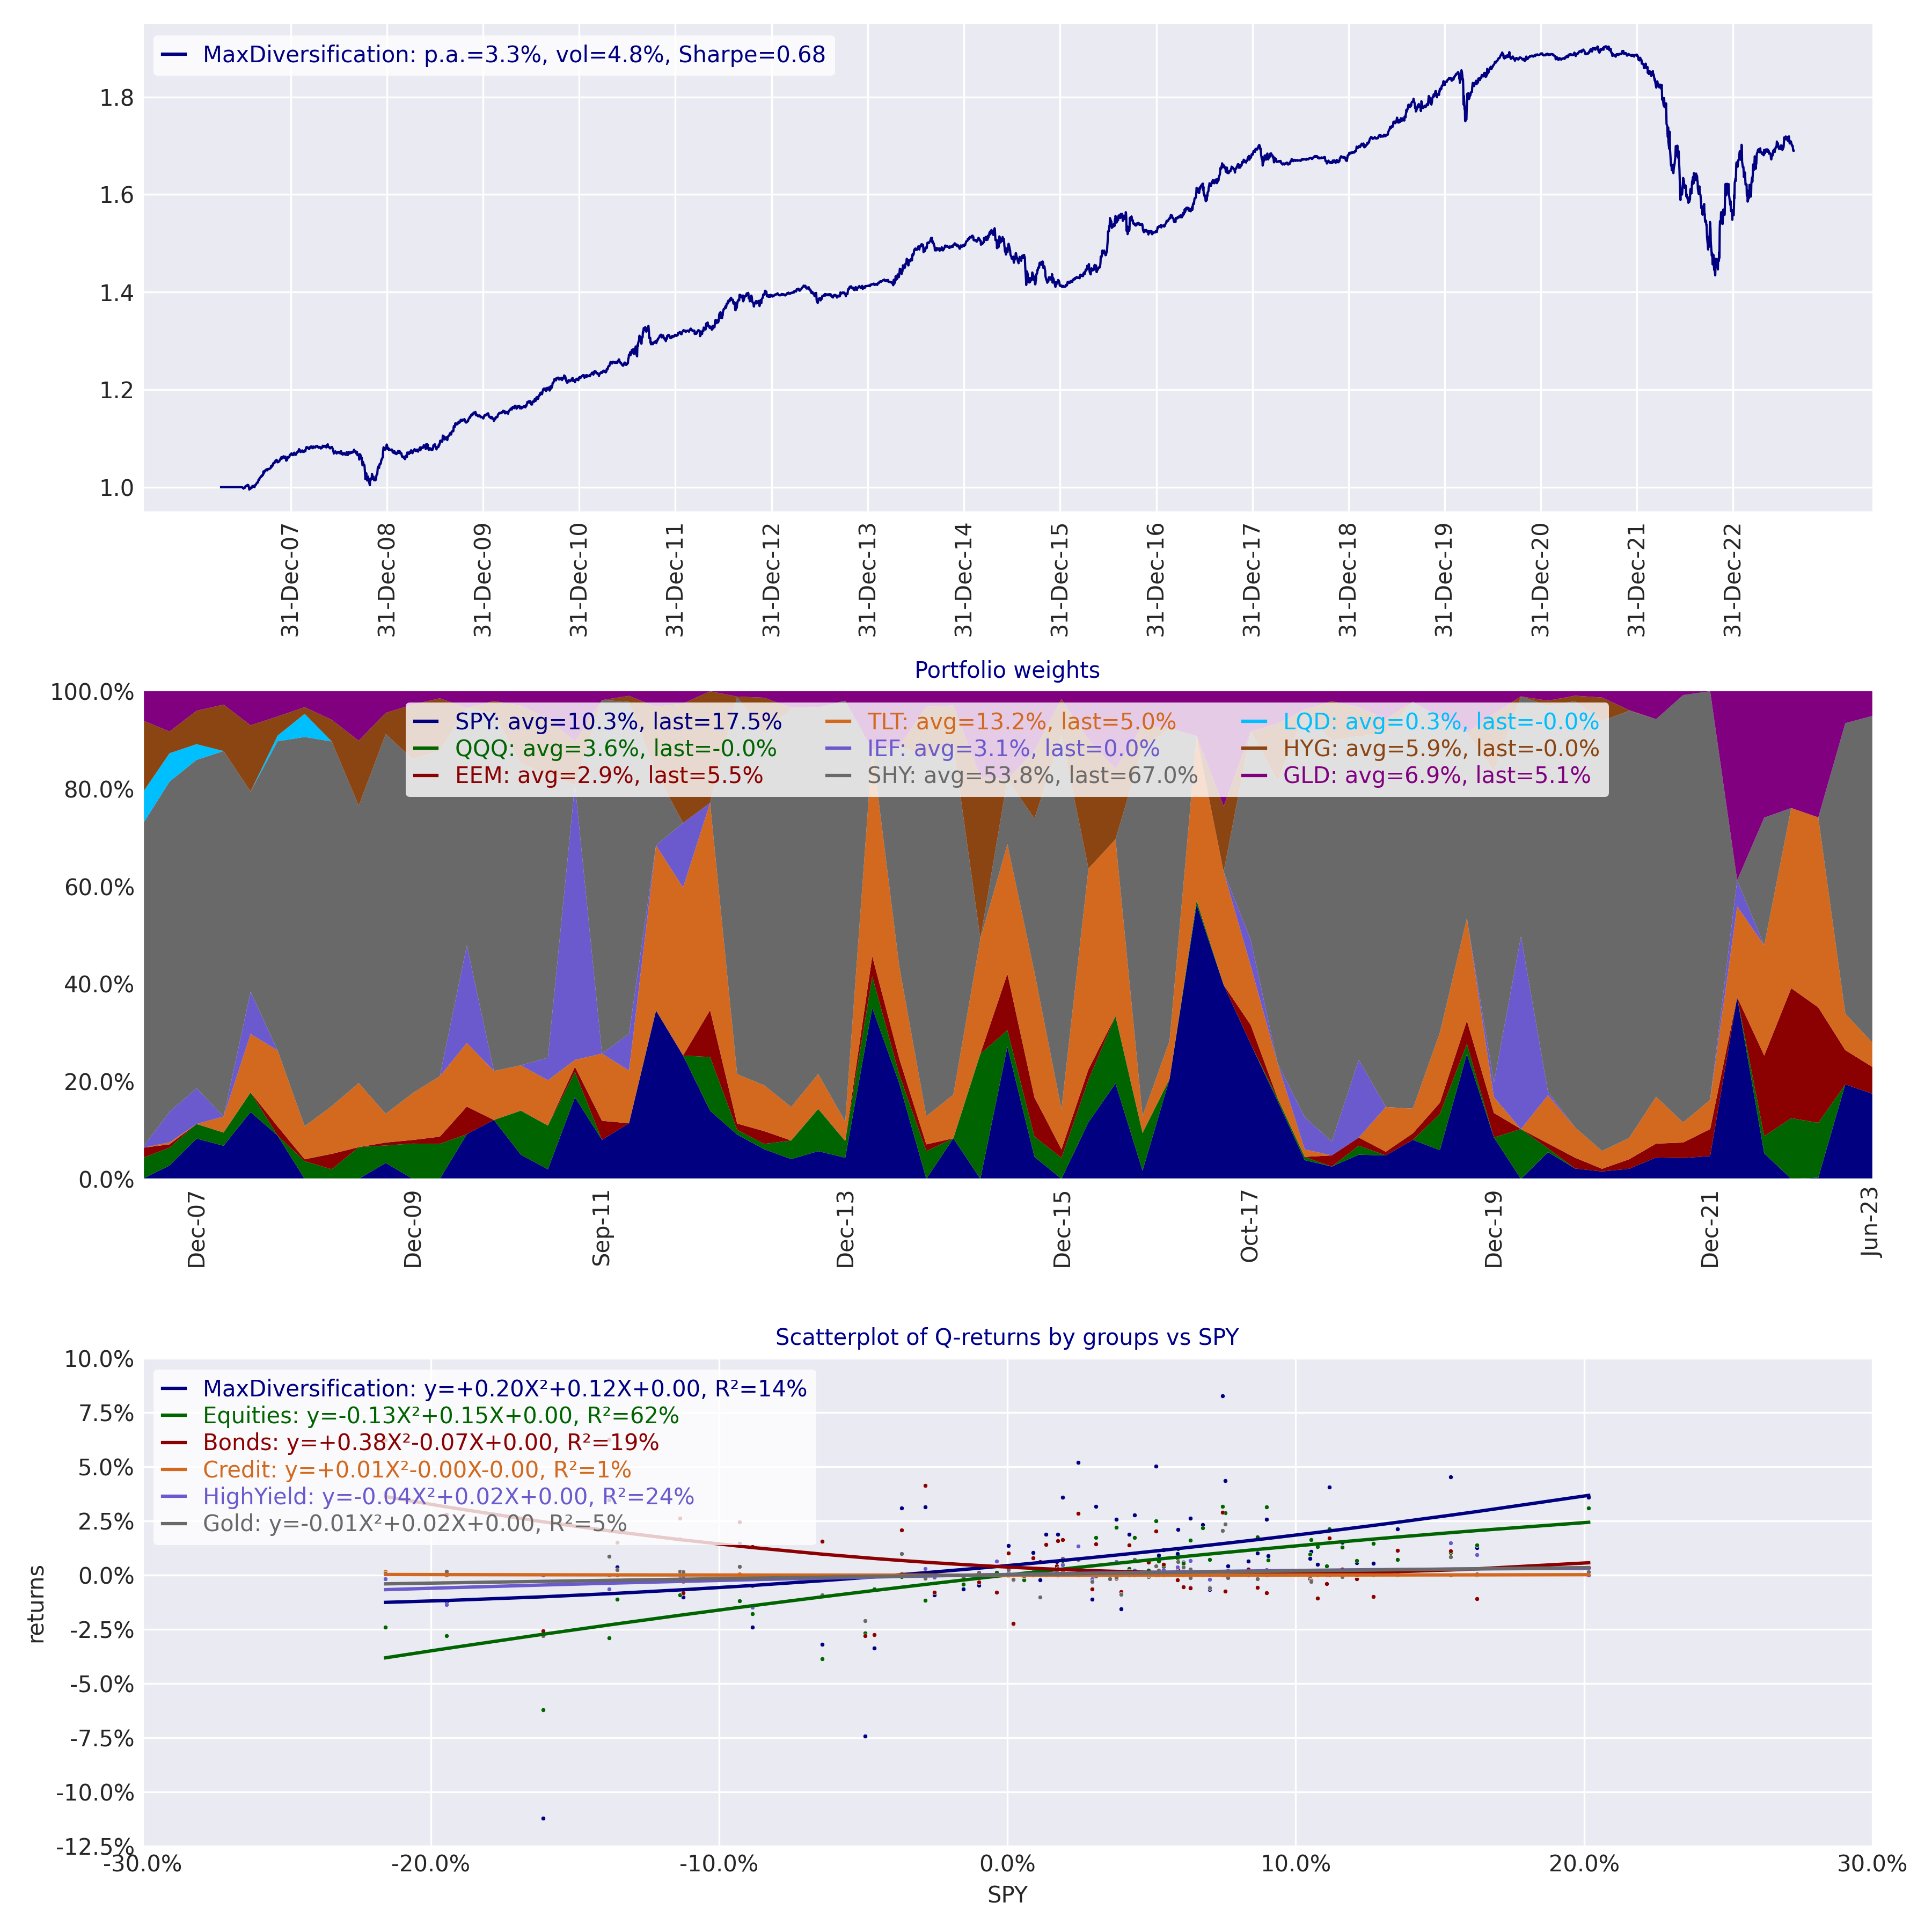 MaxDiversification: p.a.=3.3%, vol=4.8%, Sharpe=0.68
1.8
1.6
1.4
1.2
1.0
31-Dec-07
31-Dec-08
31-Dec-09
31-Dec-10
31-Dec-11
31-Dec-12
31-Dec-13
31-Dec-14
31-Dec-15
31-Dec-16
31-Dec-17
31-Dec-18
31-Dec-19
31-Dec-20
31-Dec-21
31-Dec-22
Portfolio weights
100.0%
80.0%
60.0%
40.0%
20.0%
0.0%
SPY: avg=10.3%, last=17.5%
QQQ: avg=3.6%, last=-0.0%
EEM: avg=2.9%, last=5.5%
TLT: avg=13.2%, last=5.0%
IEF: avg=3.1%, last=0.0%
SHY: avg=53.8%, last=67.0%
LQD: avg=0.3%, last=-0.0%
HYG: avg=5.9%, last=-0.0%
GLD: avg=6.9%, last=5.1%
Dec-07
Dec-09
Sep-11
Dec-13
Dec-15
Oct-17
Dec-19
Dec-21
Jun-23
Scatterplot of Q-returns by groups vs SPY
MaxDiversification: y=+0.20X²+0.12X+0.00, R²=14%
Equities: y=-0.13X²+0.15X+0.00, R²=62%
Bonds: y=+0.38X²-0.07X+0.00, R²=19%
Credit: y=+0.01X²-0.00X-0.00, R²=1%
HighYield: y=-0.04X²+0.02X+0.00, R²=24%
Gold: y=-0.01X²+0.02X+0.00, R²=5%
10.0%
7.5%
5.0%
2.5%
0.0%
-2.5%
-5.0%
-7.5%
-10.0%
-12.5%
returns
-30.0%
-20.0%
-10.0%
0.0%
10.0%
20.0%
30.0%
SPY